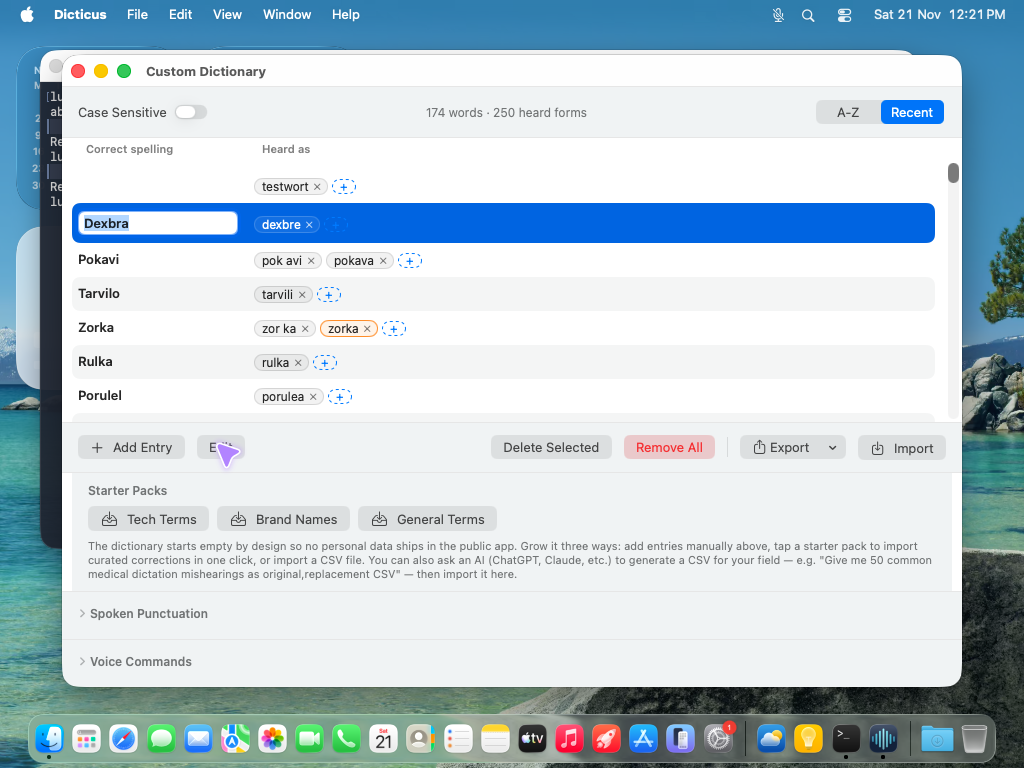 Dicticus File Edit View Window Help Sat 21 Nov 12:21 PM
Custom Dictionary
Case Sensitive 174 words · 250 heard forms A-Z Recent
Correct spelling Heard as
testwort × +
Dexbra dexbre × +
Pokavi pok avi × pokava × +
Tarvilo tarvili × +
Zorka zor ka × zorka × +
Rulka rulka × +
Porulel porulea × +
+ Add Entry Delete Selected Remove All Export Import
Starter Packs
Tech Terms Brand Names General Terms
The dictionary starts empty by design so no personal data ships in the public app. Grow it three ways: add entries manually above, tap a starter pack to import
curated corrections in one click, or import a CSV file. You can also ask an AI (ChatGPT, Claude, etc.) to generate a CSV for your field — e.g. "Give me 50 common
medical dictation mishearings as original,replacement CSV" — then import it here.
Spoken Punctuation
Voice Commands
Sat
21
tv
1